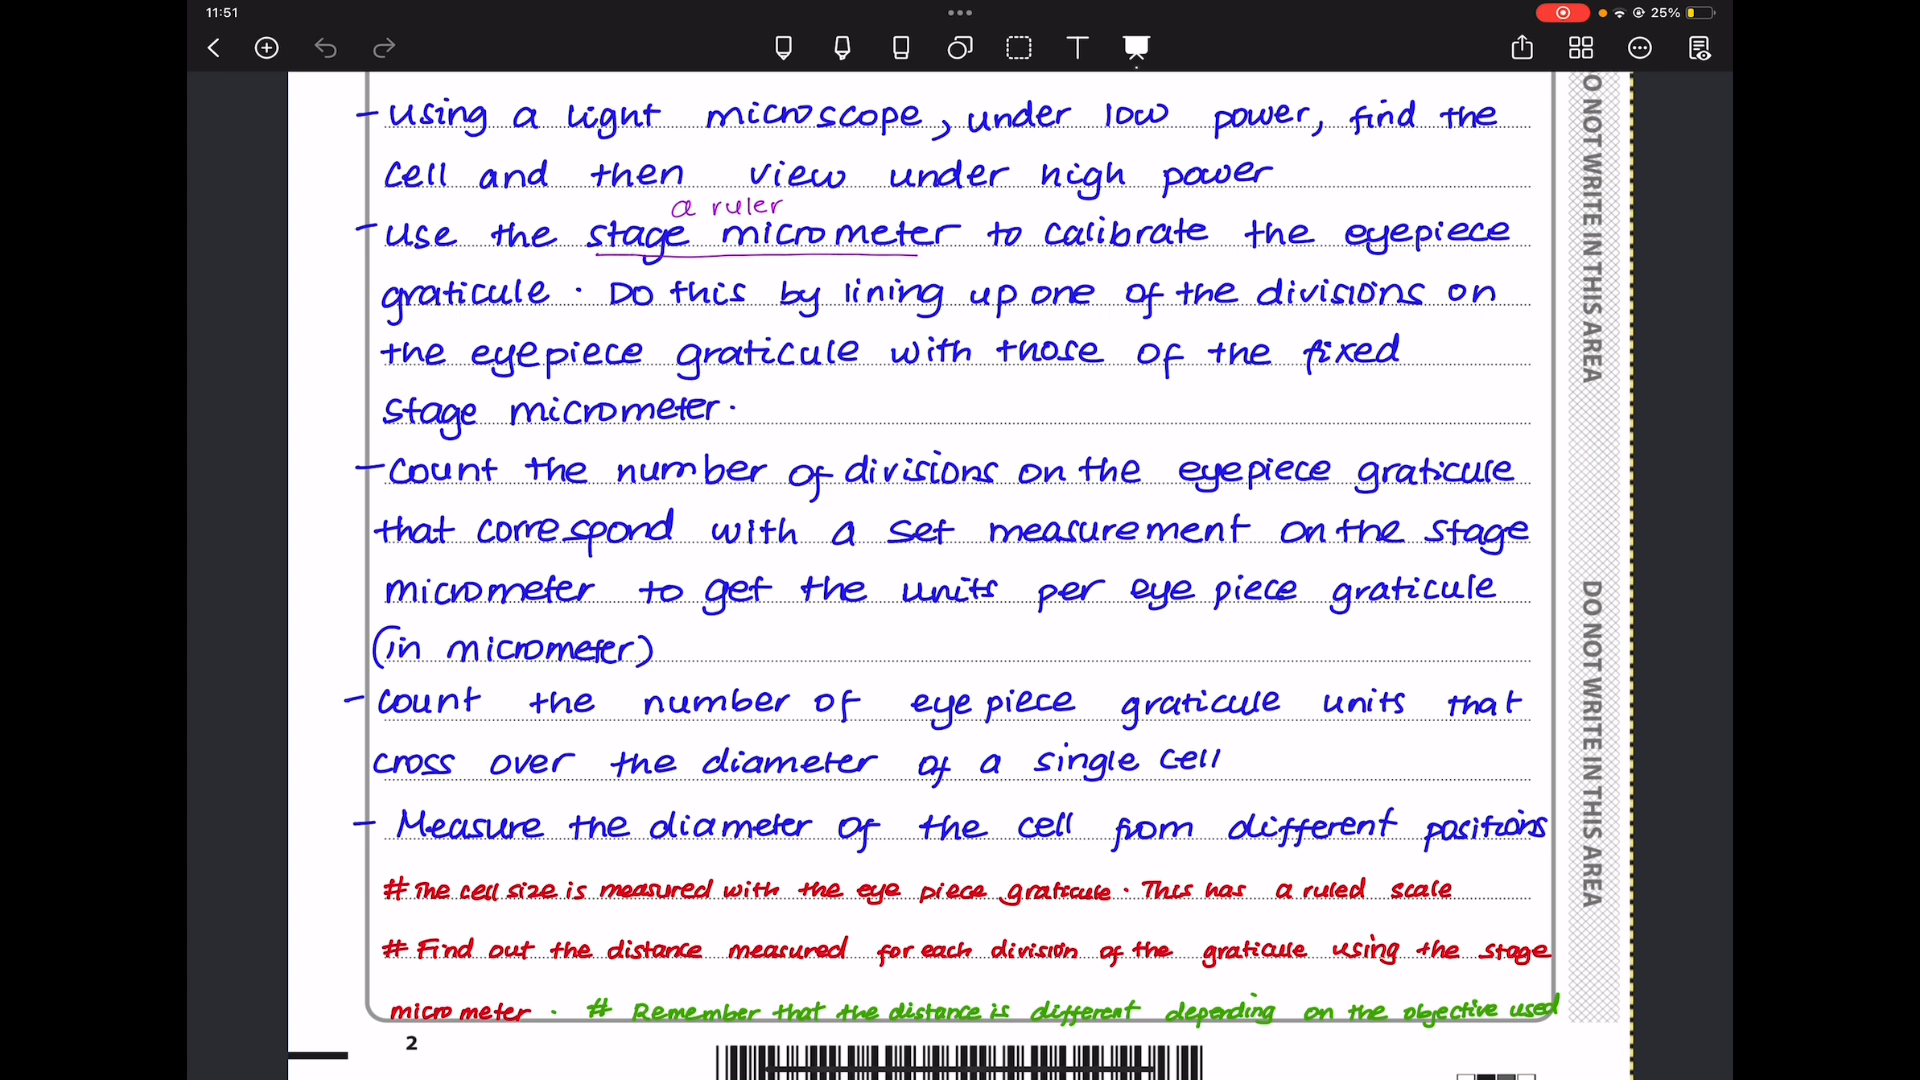 11:51
25%
- Using a light microscope, under low power, find the
cell and then view under high power
a ruler
- Use the stage micrometer to calibrate the eyepiece
graticule. Do this by lining up one of the divisions on
the eyepiece graticule with those of the fixed
stage micrometer.
- Count the number of divisions on the eyepiece graticule
that correspond with a set measurement on the stage
micrometer to get the units per eye piece graticule
(in micrometer)
- Count the number of eye piece graticule units that
cross over the diameter of a single cell
- Measure the diameter of the cell from different positions
# The cell size is measured with the eye piece graticule. This has a ruled scale
# Find out the distance measured for each division of the graticule using the stage
micrometer. # Remember that the distance is different depending on the objective used
2
O NOT WRITE IN THIS AREA
DO NOT WRITE IN THIS AREA